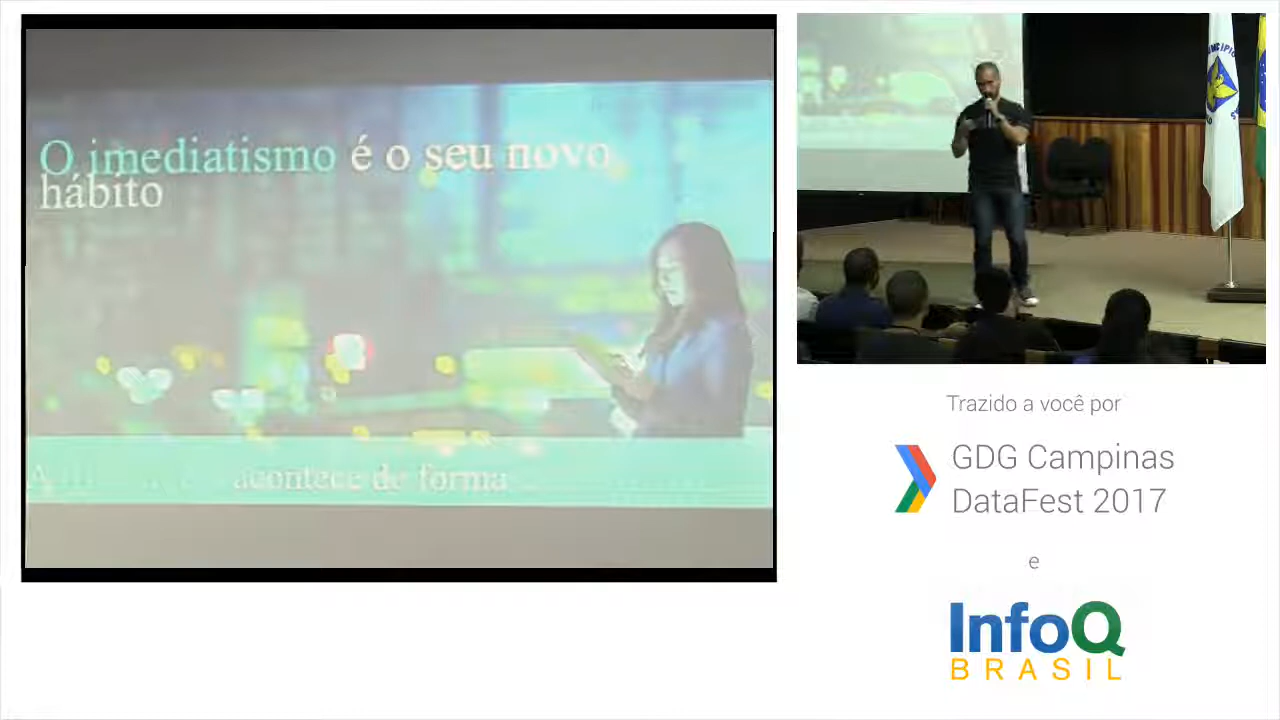 O imediatismo é o seu novo
hábito
acontece de forma
Trazido a você por
GDG Campinas
DataFest 2017
e
InfoQ
BRASIL